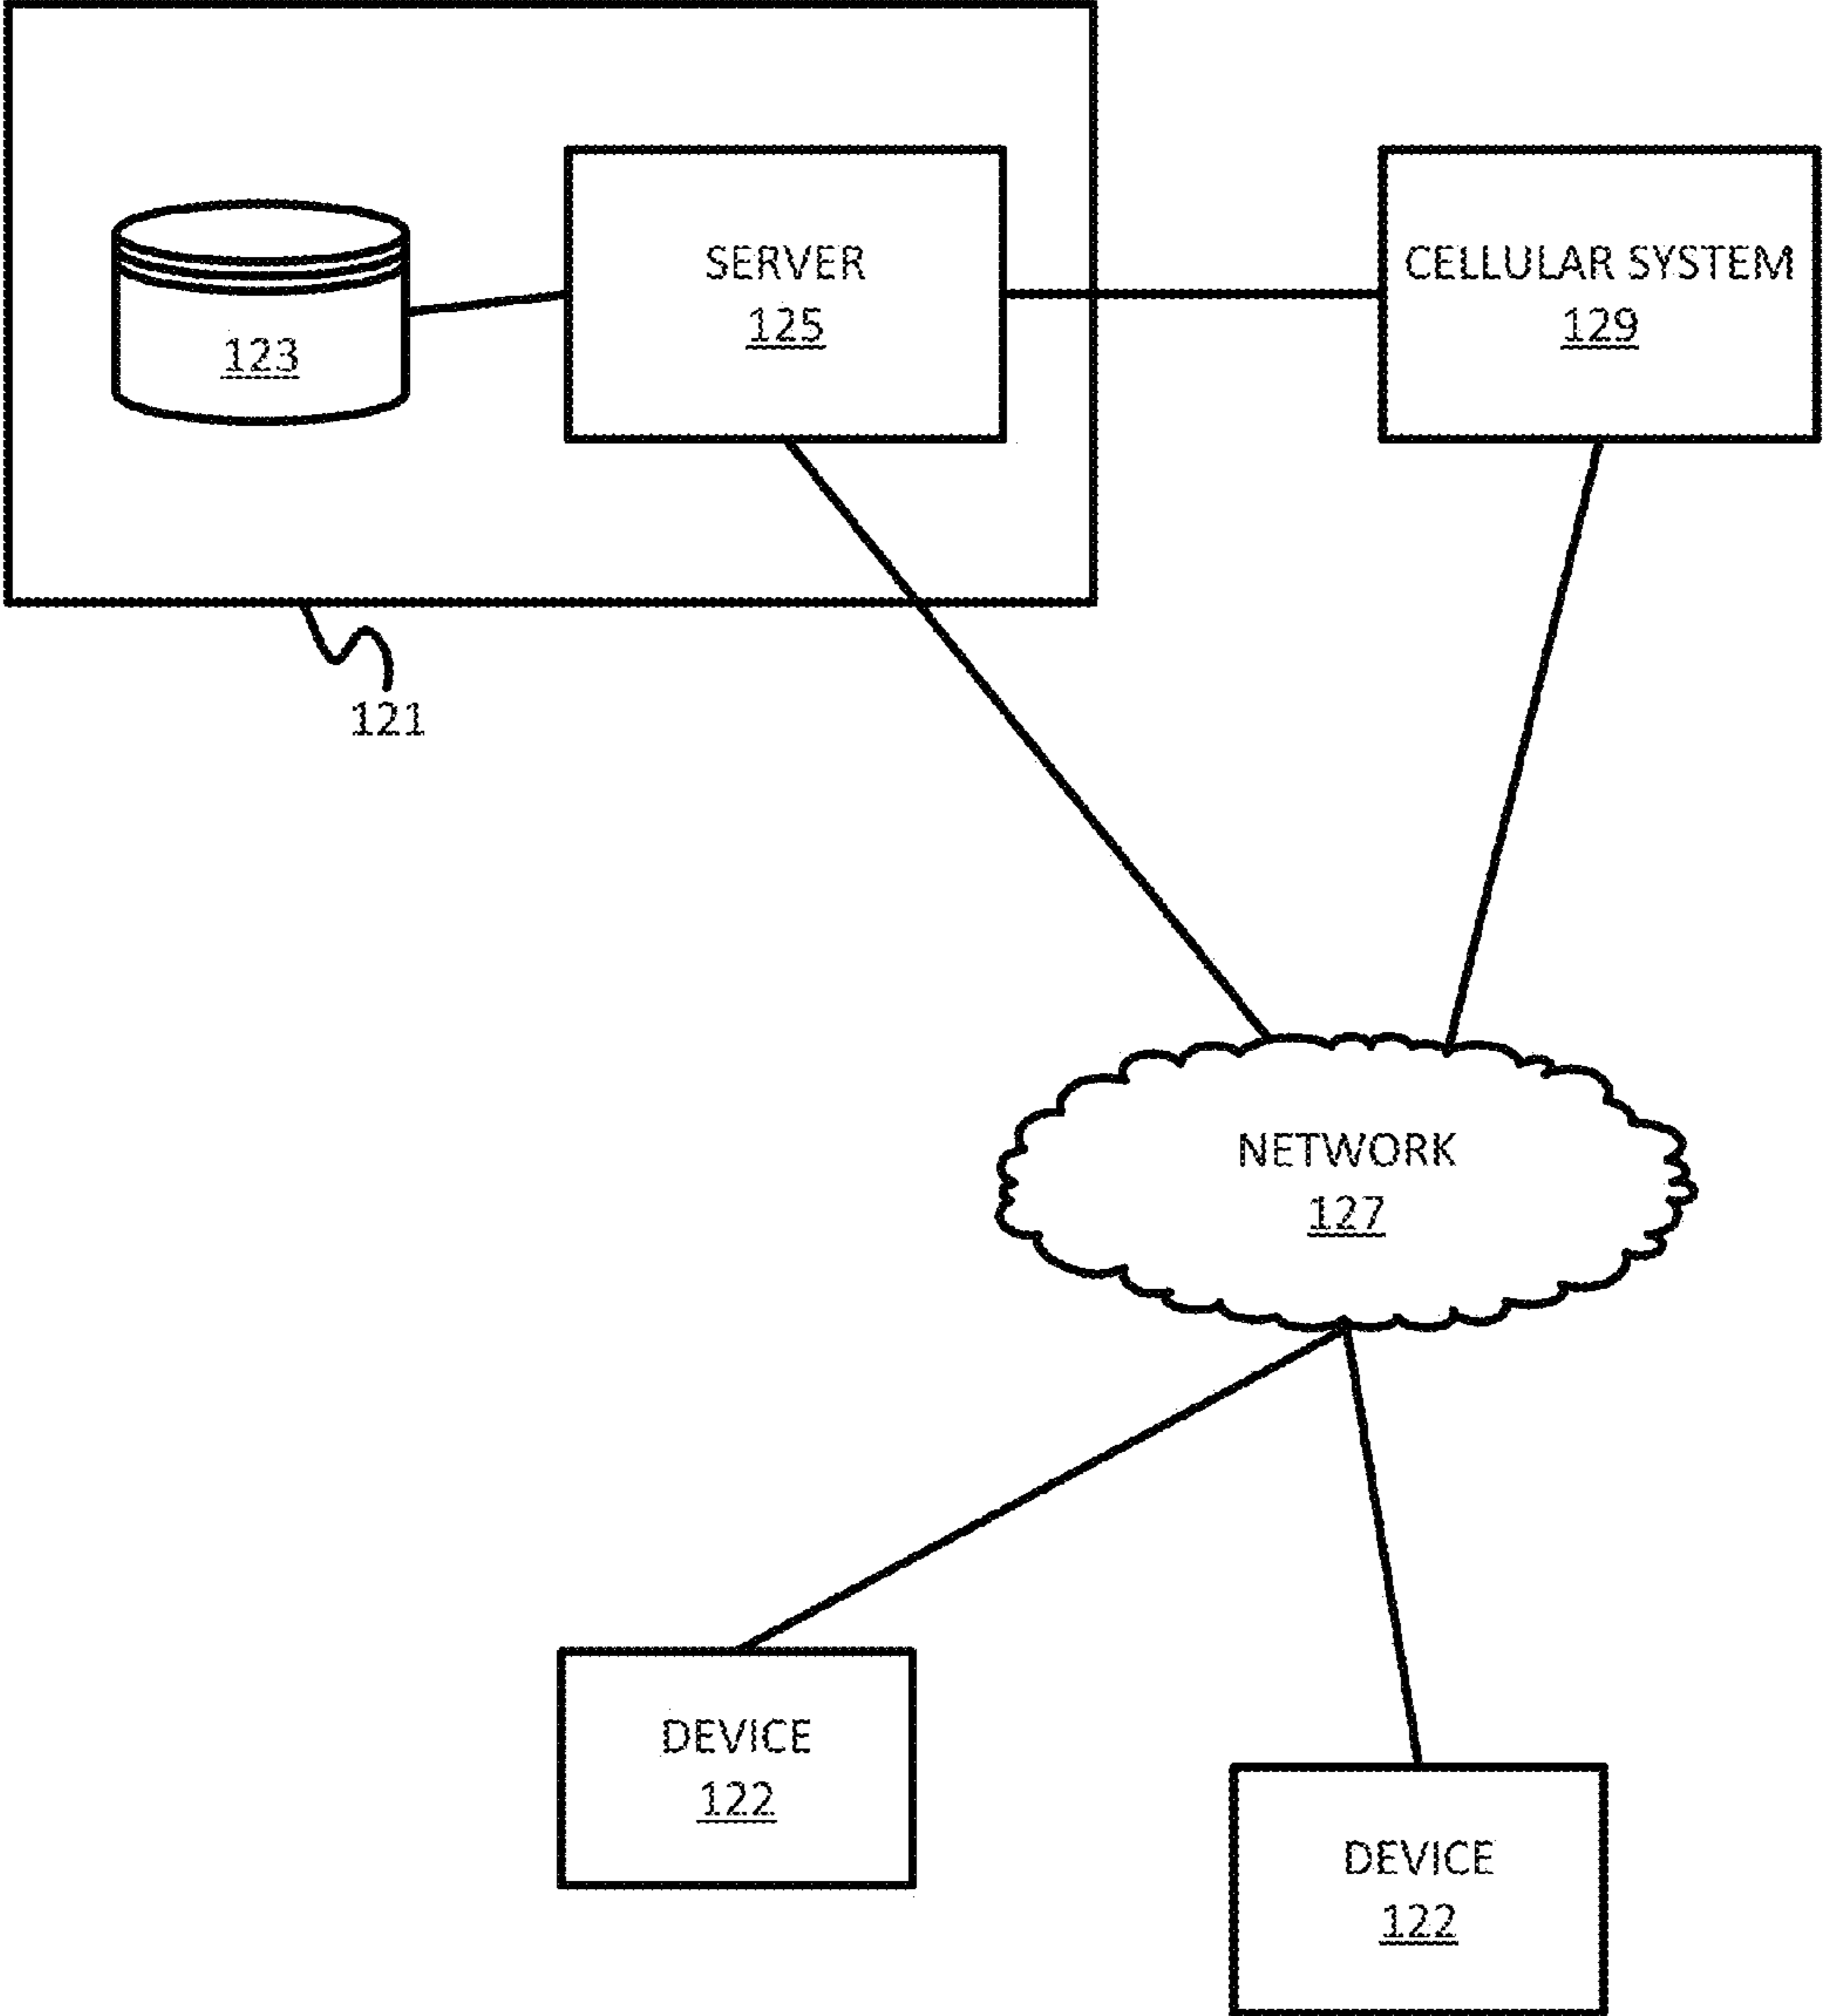 SERVER
125
CELLULAR SYSTEM
129
123
121
NETWORK
127
DEVICE
122
DEVICE
122